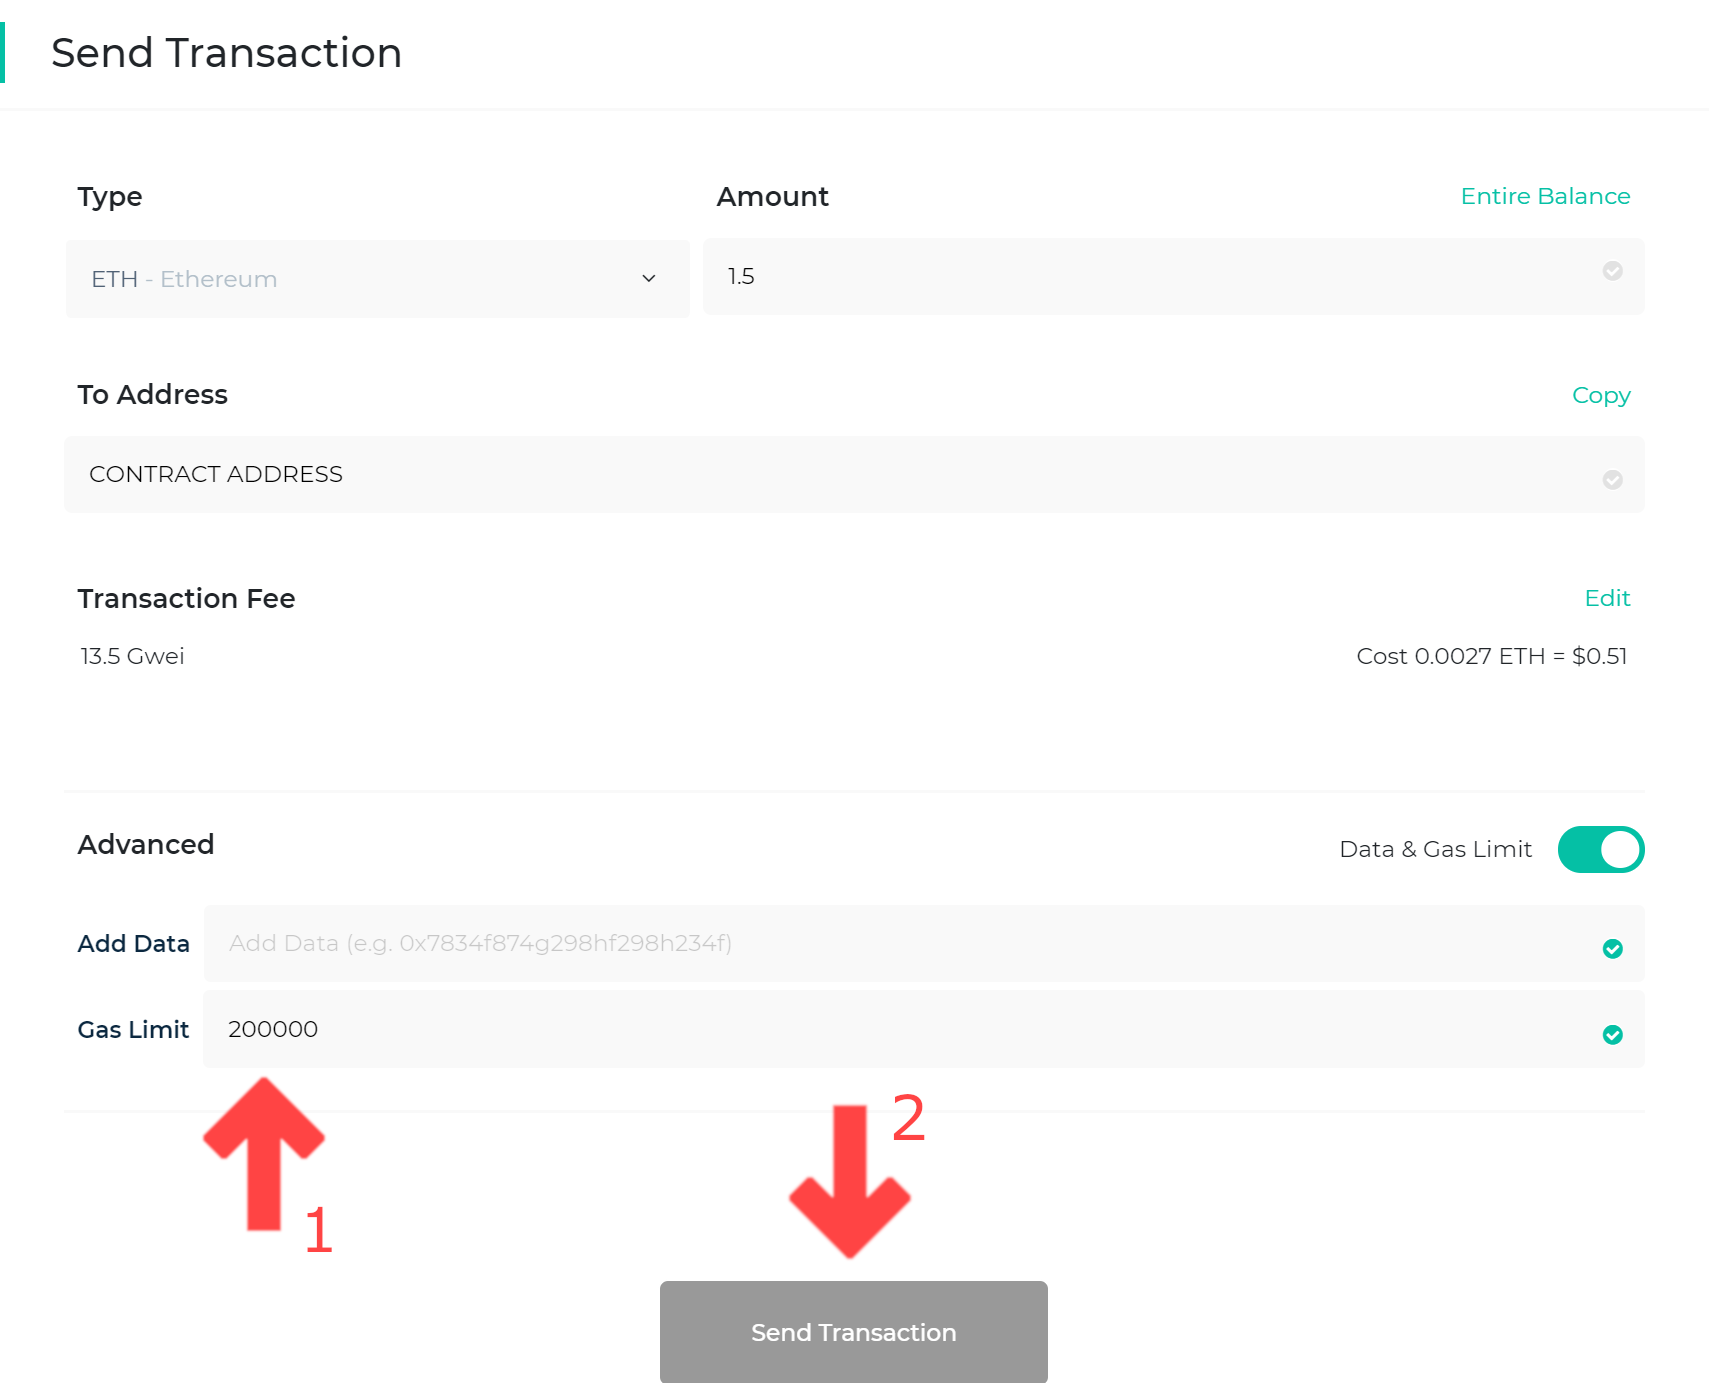 Send Transaction
Type
Amount
Entire Balance
ETH - Ethereum
1.5
To Address
Copy
CONTRACT ADDRESS
Transaction Fee
Edit
13.5 Gwei
Cost 0.0027 ETH = $0.51
Advanced
Data & Gas Limit
Add Data
Add Data (e.g. 0x7834f874g298hf298h234f)
Gas Limit
200000
1
2
Send Transaction